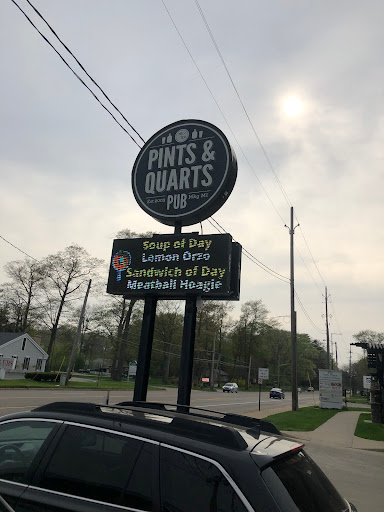 PINTS &
QUARTS
PUB
Soup of Day
Lemon Orzo
Sandwich of Day
Meatball Hoagie